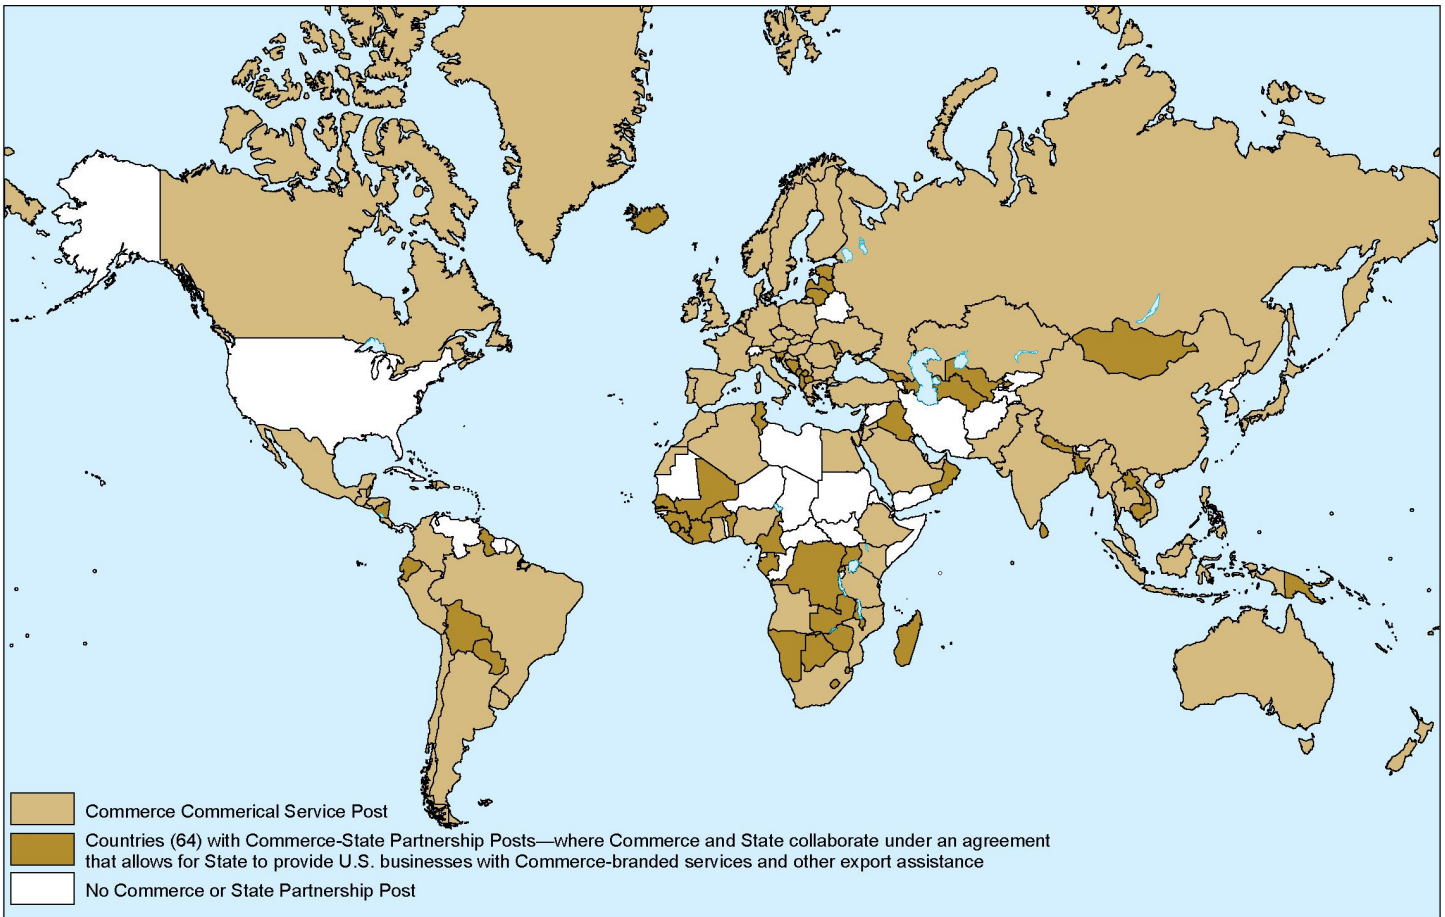 Commerce Commerical Service Post
Countries (64) with Commerce-State Partnership Posts—where Commerce and State collaborate under an agreement
that allows for State to provide U.S. businesses with Commerce-branded services and other export assistance
No Commerce or State Partnership Post